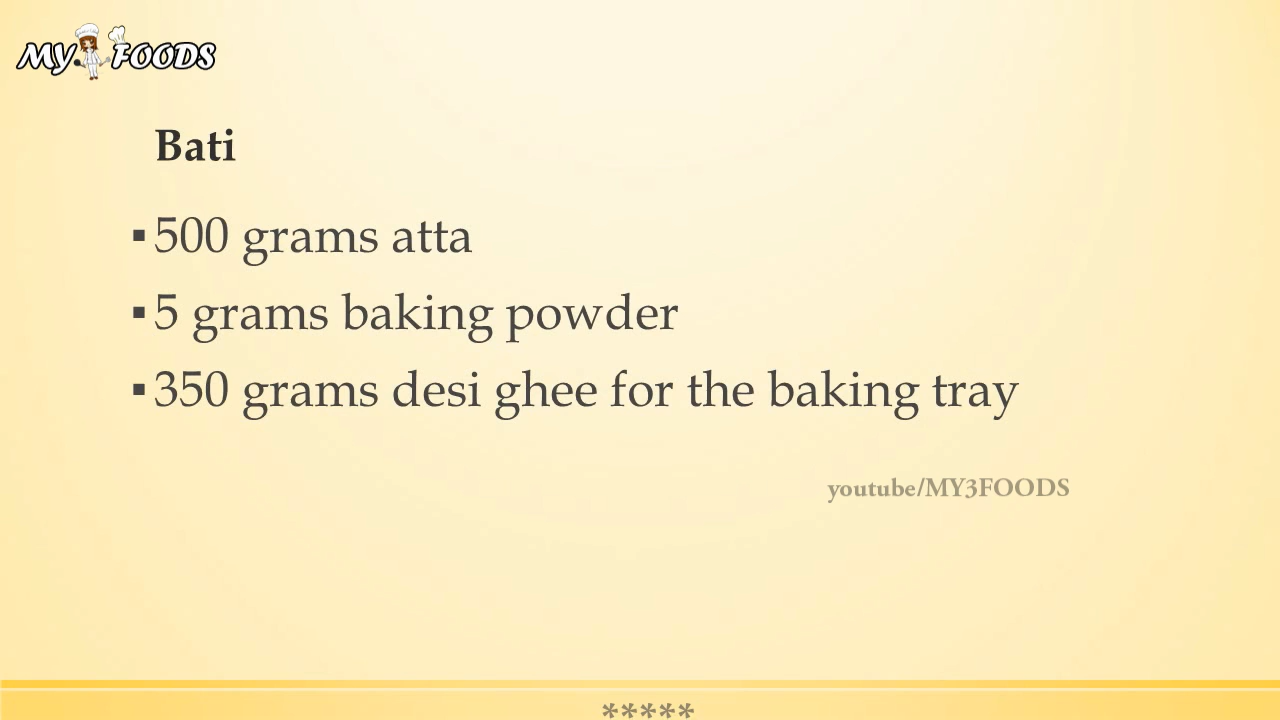 MY FOODS
Bati
▪ 500 grams atta
▪ 5 grams baking powder
▪ 350 grams desi ghee for the baking tray
youtube/MY3FOODS
*****